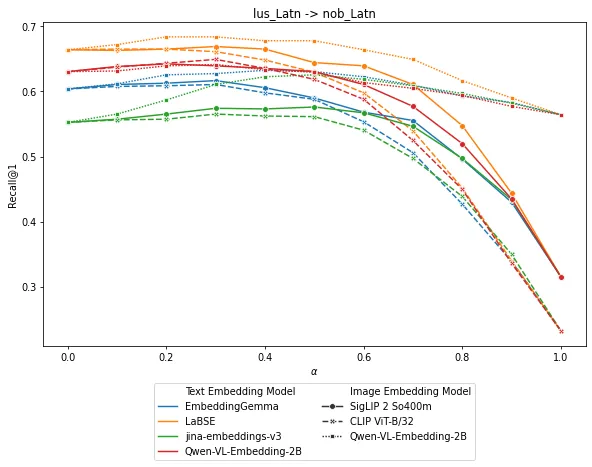 lus_Latn -> nob_Latn
0.7
0.6
0.5
0.4
0.3
Recall@1
0.0 0.2 0.4 0.6 0.8 1.0
α
Text Embedding Model Image Embedding Model
EmbeddingGemma SigLIP 2 So400m
LaBSE CLIP ViT-B/32
jina-embeddings-v3 Qwen-VL-Embedding-2B
Qwen-VL-Embedding-2B